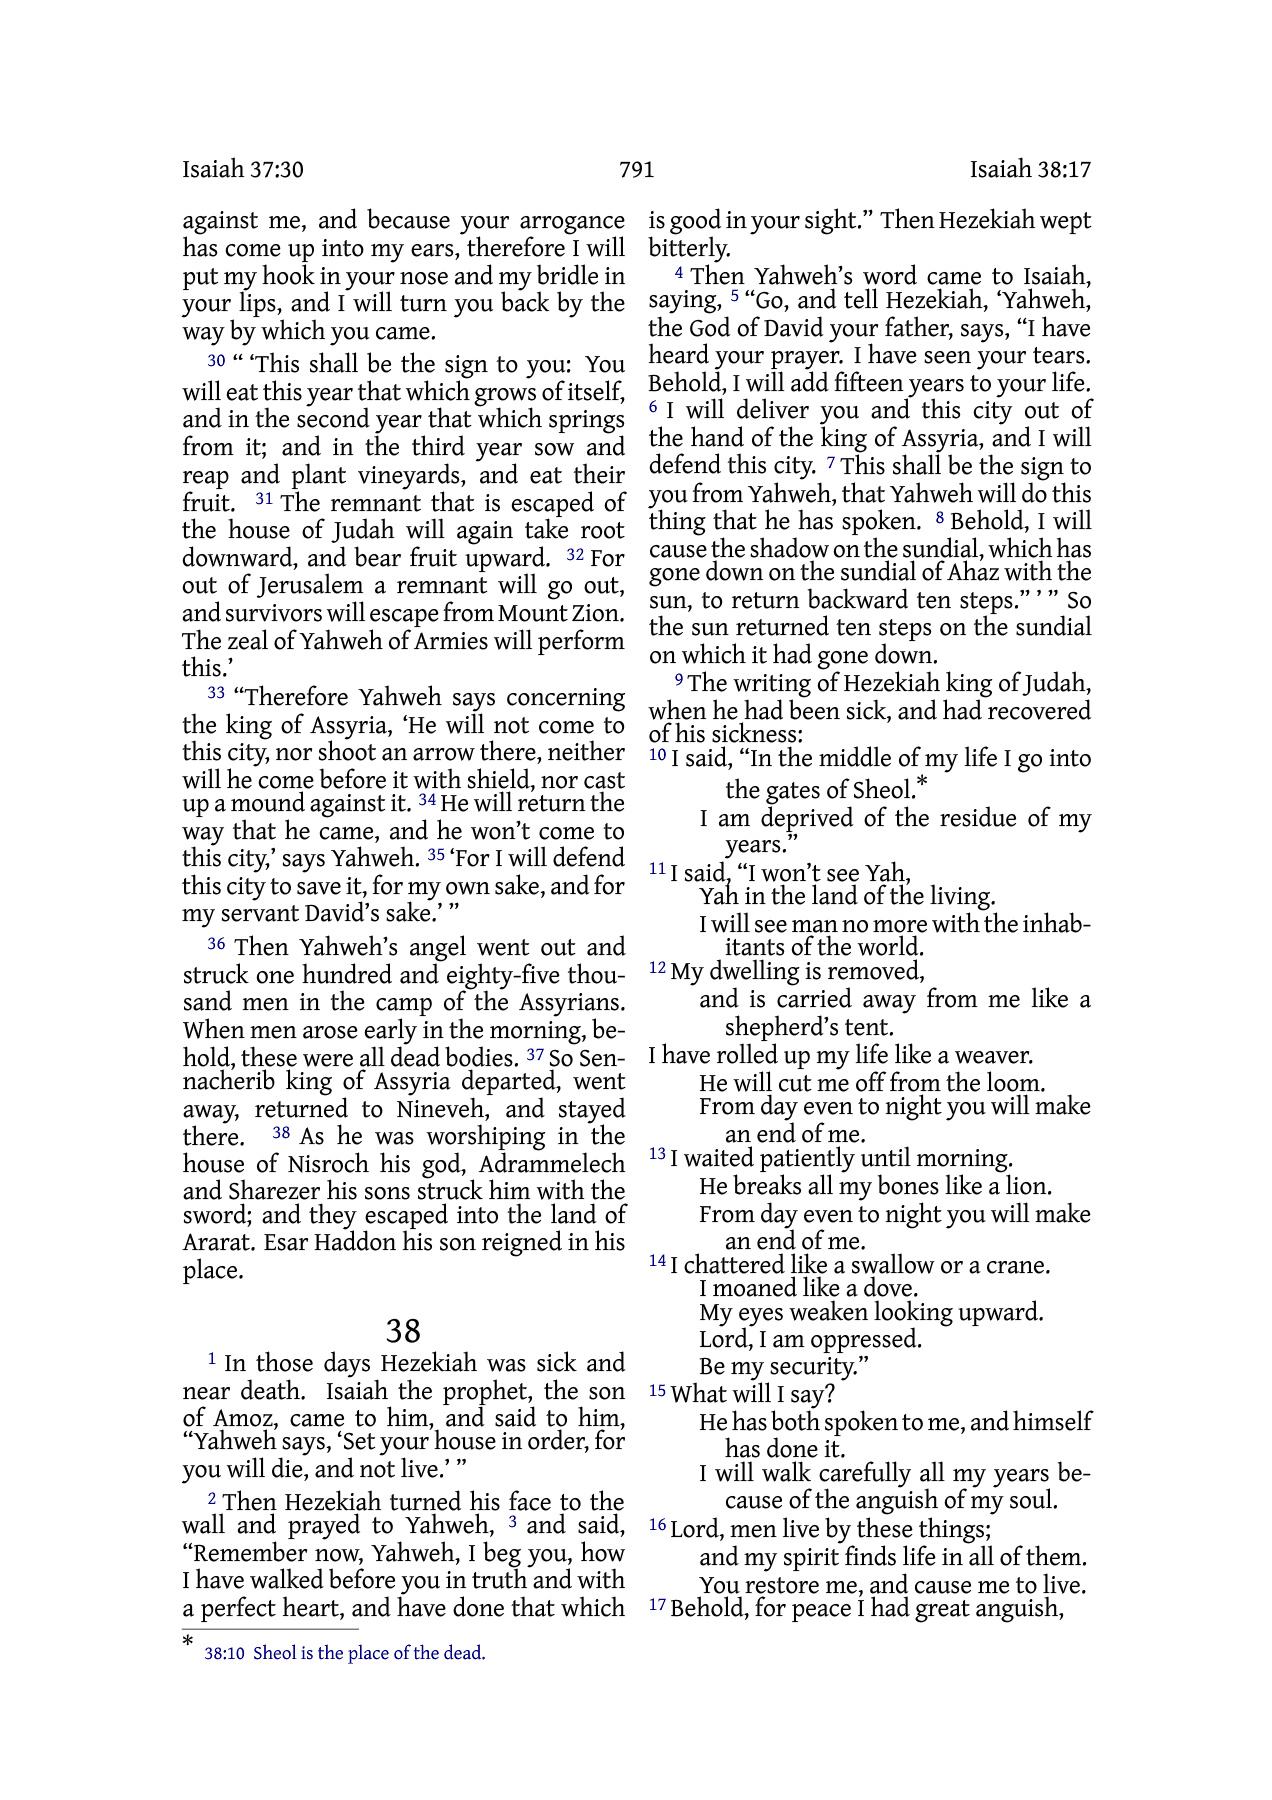 Isaiah 37:30 791 Isaiah 38:17
against me, and because your arrogance
has come up into my ears, therefore I will
put my hook in your nose and my bridle in
your lips, and I will turn you back by the
way by which you came.
30 “ ‘This shall be the sign to you: You
will eat this year that which grows of itself,
and in the second year that which springs
from it; and in the third year sow and
reap and plant vineyards, and eat their
fruit. 31 The remnant that is escaped of
the house of Judah will again take root
downward, and bear fruit upward. 32 For
out of Jerusalem a remnant will go out,
and survivors will escape from Mount Zion.
The zeal of Yahweh of Armies will perform
this.’
33 “Therefore Yahweh says concerning
the king of Assyria, ‘He will not come to
this city, nor shoot an arrow there, neither
will he come before it with shield, nor cast
up a mound against it. 34 He will return the
way that he came, and he won’t come to
this city,’ says Yahweh. 35 ‘For I will defend
this city to save it, for my own sake, and for
my servant David’s sake.’ ”
36 Then Yahweh’s angel went out and
struck one hundred and eighty-five thou-
sand men in the camp of the Assyrians.
When men arose early in the morning, be-
hold, these were all dead bodies. 37 So Sen-
nacherib king of Assyria departed, went
away, returned to Nineveh, and stayed
there. 38 As he was worshiping in the
house of Nisroch his god, Adrammelech
and Sharezer his sons struck him with the
sword; and they escaped into the land of
Ararat. Esar Haddon his son reigned in his
place.
38
1 In those days Hezekiah was sick and
near death. Isaiah the prophet, the son
of Amoz, came to him, and said to him,
“Yahweh says, ‘Set your house in order, for
you will die, and not live.’ ”
2 Then Hezekiah turned his face to the
wall and prayed to Yahweh, 3 and said,
“Remember now, Yahweh, I beg you, how
I have walked before you in truth and with
a perfect heart, and have done that which
is good in your sight.” Then Hezekiah wept
bitterly.
4 Then Yahweh’s word came to Isaiah,
saying, 5 “Go, and tell Hezekiah, ‘Yahweh,
the God of David your father, says, “I have
heard your prayer. I have seen your tears.
Behold, I will add fifteen years to your life.
6 I will deliver you and this city out of
the hand of the king of Assyria, and I will
defend this city. 7 This shall be the sign to
you from Yahweh, that Yahweh will do this
thing that he has spoken. 8 Behold, I will
cause the shadow on the sundial, which has
gone down on the sundial of Ahaz with the
sun, to return backward ten steps.” ’ ” So
the sun returned ten steps on the sundial
on which it had gone down.
9 The writing of Hezekiah king of Judah,
when he had been sick, and had recovered
of his sickness:
10 I said, “In the middle of my life I go into
the gates of Sheol.*
I am deprived of the residue of my
years.”
11 I said, “I won’t see Yah,
Yah in the land of the living.
I will see man no more with the inhab-
itants of the world.
12 My dwelling is removed,
and is carried away from me like a
shepherd’s tent.
I have rolled up my life like a weaver.
He will cut me off from the loom.
From day even to night you will make
an end of me.
13 I waited patiently until morning.
He breaks all my bones like a lion.
From day even to night you will make
an end of me.
14 I chattered like a swallow or a crane.
I moaned like a dove.
My eyes weaken looking upward.
Lord, I am oppressed.
Be my security.”
15 What will I say?
He has both spoken to me, and himself
has done it.
I will walk carefully all my years be-
cause of the anguish of my soul.
16 Lord, men live by these things;
and my spirit finds life in all of them.
You restore me, and cause me to live.
17 Behold, for peace I had great anguish,
* 38:10 Sheol is the place of the dead.